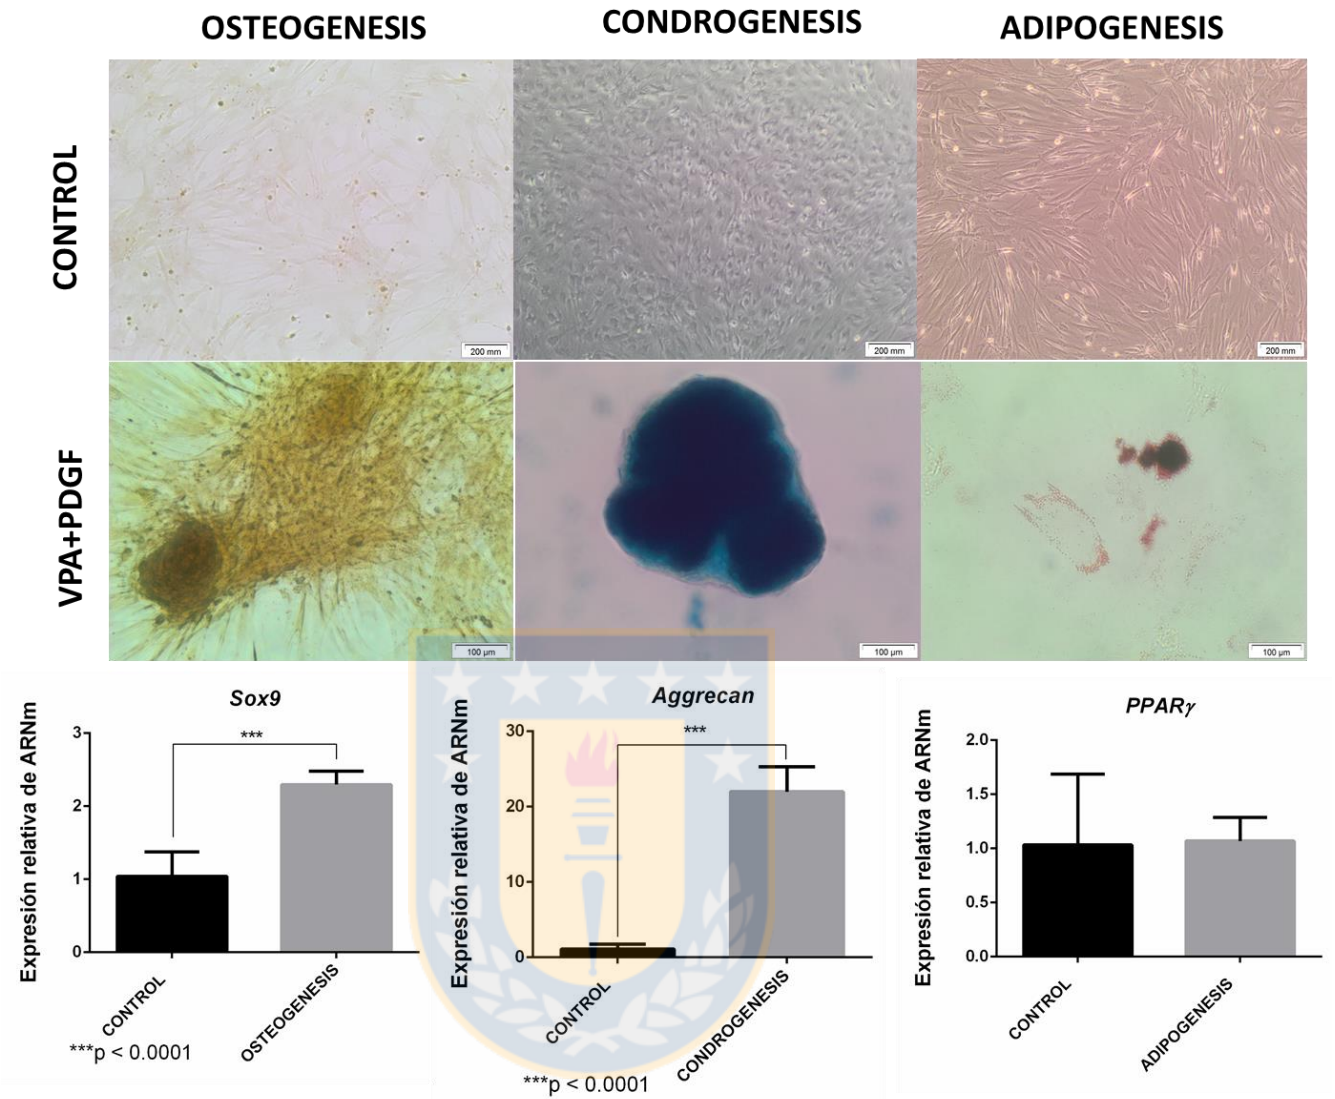 OSTEOGENESIS
CONDROGENESIS
ADIPOGENESIS
CONTROL
200 mm
200 mm
200 mm
VPA+PDGF
100 µm
100 µm
100 µm
Sox9
Expresión relativa de ARNm
3
2
1
0
***
CONTROL
OSTEOGENESIS
***p < 0.0001
Aggrecan
Expresión relativa de ARNm
30
20
10
0
***
CONTROL
CONDROGENESIS
***p < 0.0001
PPARγ
Expresión relativa de ARNm
2.0
1.5
1.0
0.5
0.0
CONTROL
ADIPOGENESIS